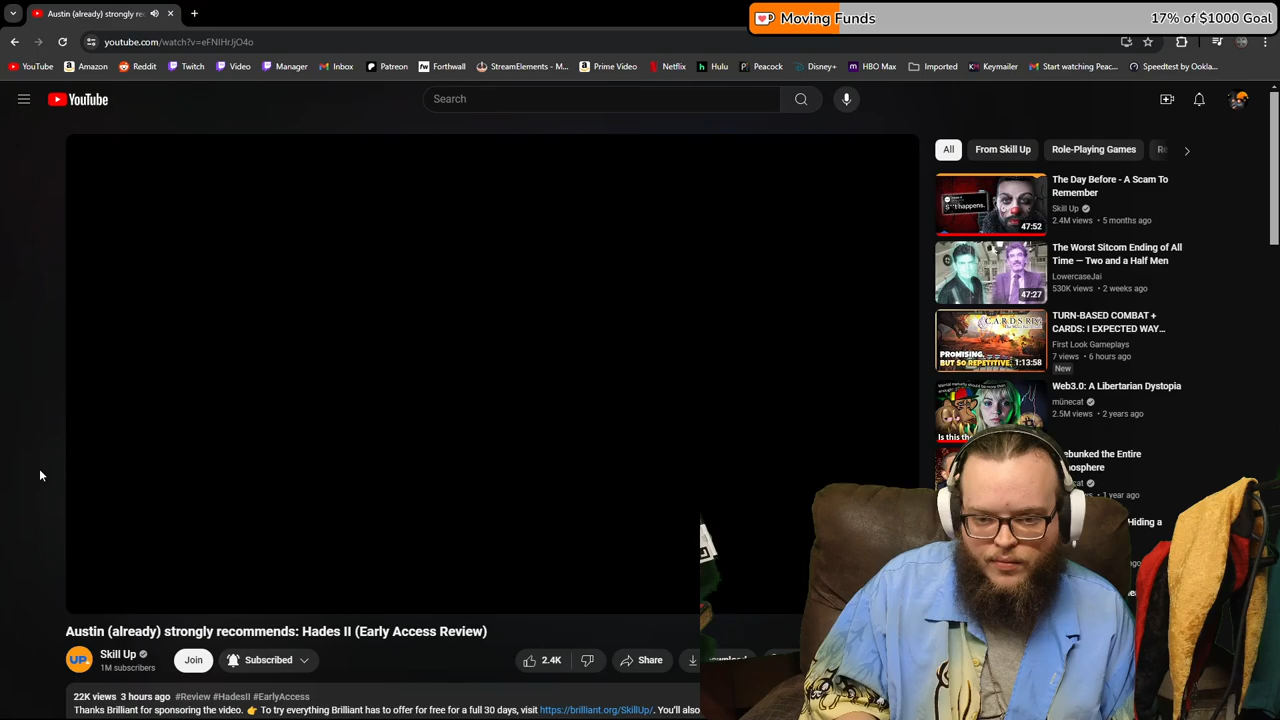 Austin (already) strongly rec
Moving Funds
17% of $1000 Goal
youtube.com/watch?v=eFNIHrJjO4o
YouTube
Amazon
Reddit
Twitch
Video
Manager
Inbox
Patreon
Forthwall
StreamElements - M...
Prime Video
Netflix
Hulu
Peacock
Disney+
HBO Max
Imported
Keymailer
Start watching Peac...
Speedtest by Ookla...
YouTube
Search
All
From Skill Up
Role-Playing Games
The Day Before - A Scam To
Remember
Skill Up
2.4M views • 5 months ago
S**t happens.
47:52
The Worst Sitcom Ending of All
Time — Two and a Half Men
LowercaseJai
530K views • 2 weeks ago
47:27
TURN-BASED COMBAT +
CARDS: I EXPECTED WAY...
First Look Gameplays
7 views • 6 hours ago
New
PROMISING,
BUT SO REPETITIVE.
1:13:58
Web3.0: A Libertarian Dystopia
münecat
2.5M views • 2 years ago
Is this the
ebunked the Entire
osphere
cat
1 year ago
Hiding a
Austin (already) strongly recommends: Hades II (Early Access Review)
UP
Skill Up
1M subscribers
Join
Subscribed
2.4K
Share
22K views 3 hours ago #Review #HadesII #EarlyAccess
Thanks Brilliant for sponsoring the video. 👉 To try everything Brilliant has to offer for free for a full 30 days, visit https://brilliant.org/SkillUp/. You'll also